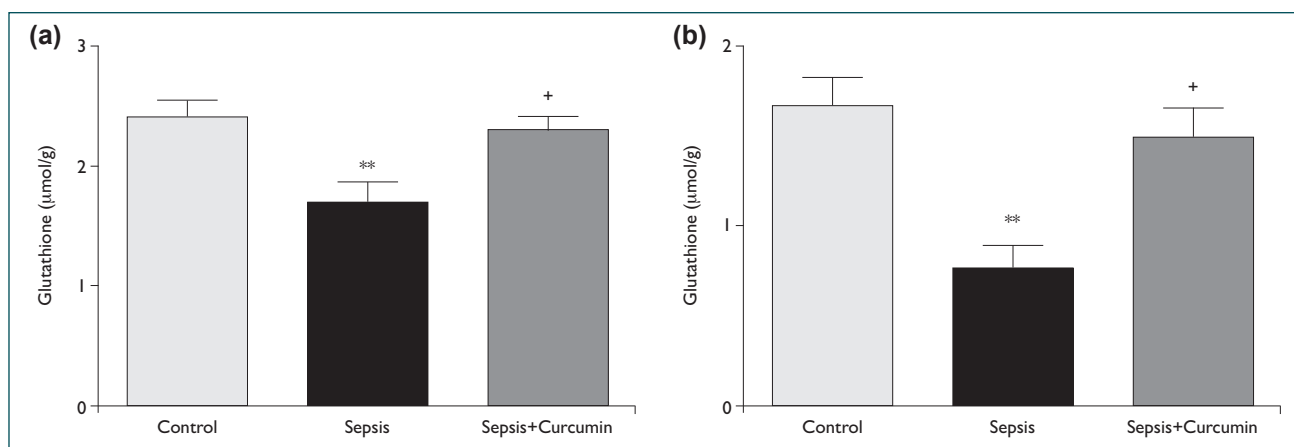 (a)
3
2
1
0
Glutathione (µmol/g)
**
+
Control Sepsis Sepsis+Curcumin
(b)
2
1
0
Glutathione (µmol/g)
**
+
Control Sepsis Sepsis+Curcumin